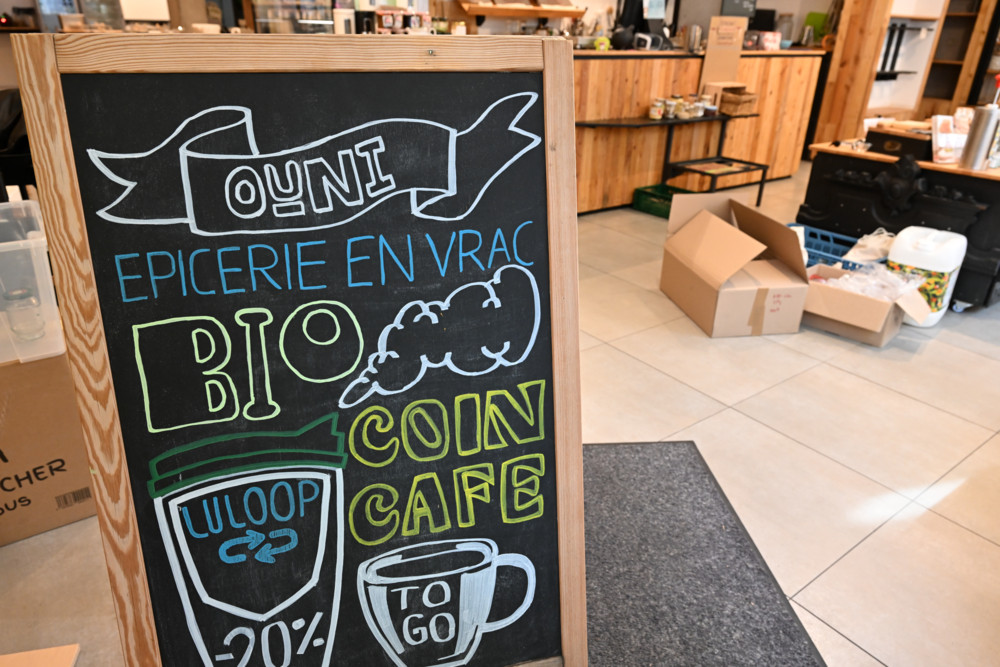 OUNI
EPICERIE EN VRAC
BIO
COIN
CAFE
LULOOP
-20%
TO
GO
CHER